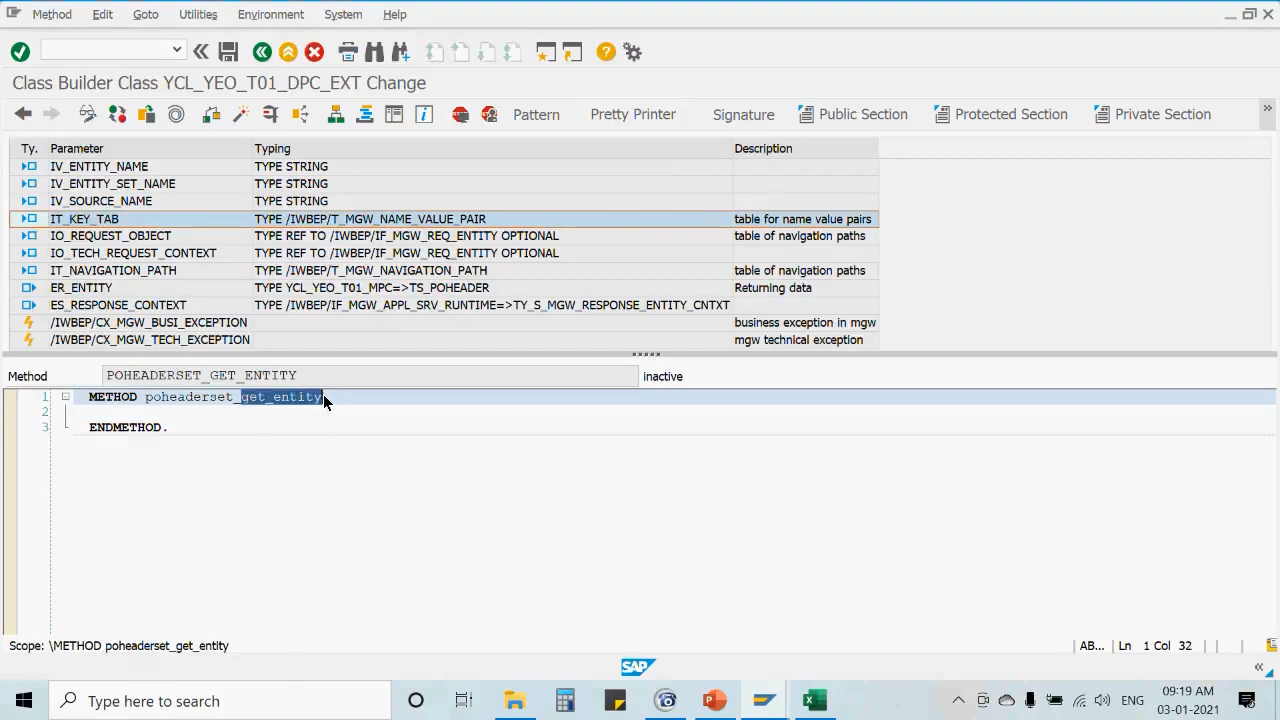 Method Edit Goto Utilities Environment System Help
Class Builder Class YCL_YEO_T01_DPC_EXT Change
Pattern Pretty Printer Signature Public Section Protected Section Private Section
Ty. Parameter Typing Description
IV_ENTITY_NAME TYPE STRING
IV_ENTITY_SET_NAME TYPE STRING
IV_SOURCE_NAME TYPE STRING
IT_KEY_TAB TYPE /IWBEP/T_MGW_NAME_VALUE_PAIR table for name value pairs
IO_REQUEST_OBJECT TYPE REF TO /IWBEP/IF_MGW_REQ_ENTITY OPTIONAL table of navigation paths
IO_TECH_REQUEST_CONTEXT TYPE REF TO /IWBEP/IF_MGW_REQ_ENTITY OPTIONAL
IT_NAVIGATION_PATH TYPE /IWBEP/T_MGW_NAVIGATION_PATH table of navigation paths
ER_ENTITY TYPE YCL_YEO_T01_MPC=>TS_POHEADER Returning data
ES_RESPONSE_CONTEXT TYPE /IWBEP/IF_MGW_APPL_SRV_RUNTIME=>TY_S_MGW_RESPONSE_ENTITY_CNTXT
/IWBEP/CX_MGW_BUSI_EXCEPTION business exception in mgw
/IWBEP/CX_MGW_TECH_EXCEPTION mgw technical exception
Method POHEADERSET_GET_ENTITY inactive
1 METHOD poheaderset_get_entity
2
3 ENDMETHOD.
Scope: \METHOD poheaderset_get_entity AB... Ln 1 Col 32
SAP
Type here to search ENG 09:19 AM
03-01-2021